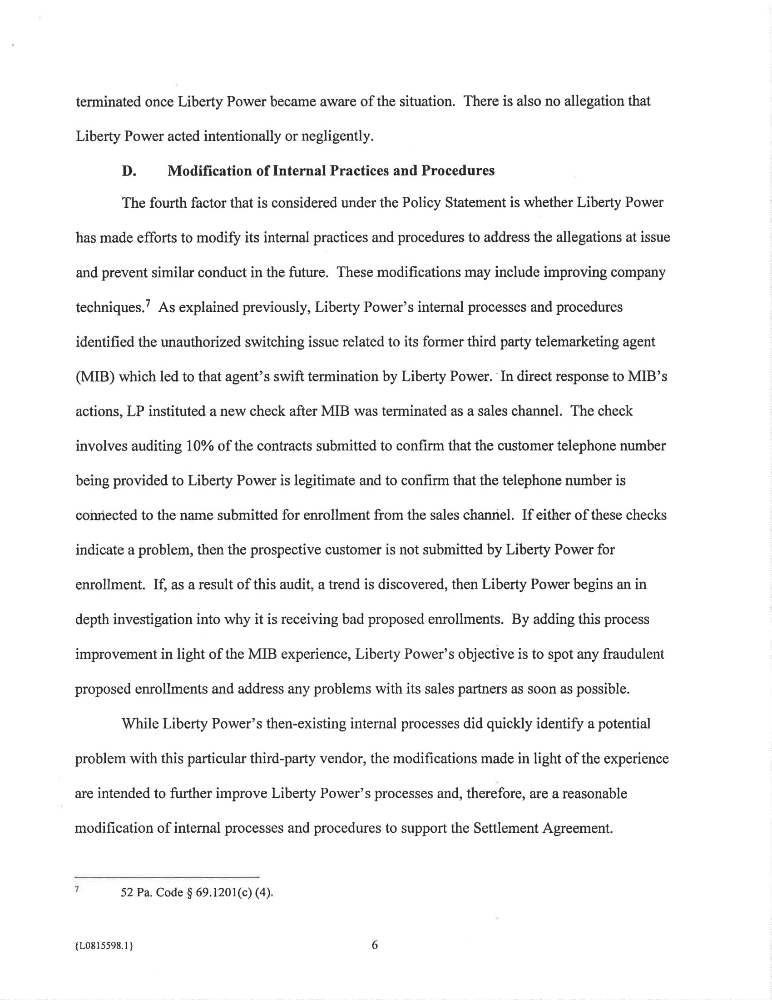 terminated once Liberty Power became aware of the situation. There is also no allegation that
Liberty Power acted intentionally or negligently.
D. Modification of Internal Practices and Procedures
The fourth factor that is considered under the Policy Statement is whether Liberty Power
has made efforts to modify its internal practices and procedures to address the allegations at issue
and prevent similar conduct in the future. These modifications may include improving company
techniques.7 As explained previously, Liberty Power's internal processes and procedures
identified the unauthorized switching issue related to its former third party telemarketing agent
(MIB) which led to that agent's swift termination by Liberty Power. In direct response to MIB's
actions, LP instituted a new check after MIB was terminated as a sales channel. The check
involves auditing 10% of the contracts submitted to confirm that the customer telephone number
being provided to Liberty Power is legitimate and to confirm that the telephone number is
connected to the name submitted for enrollment from the sales channel. If either of these checks
indicate a problem, then the prospective customer is not submitted by Liberty Power for
enrollment. If, as a result of this audit, a trend is discovered, then Liberty Power begins an in
depth investigation into why it is receiving bad proposed enrollments. By adding this process
improvement in light of the MIB experience, Liberty Power's objective is to spot any fraudulent
proposed enrollments and address any problems with its sales partners as soon as possible.
While Liberty Power's then-existing internal processes did quickly identify a potential
problem with this particular third-party vendor, the modifications made in light of the experience
are intended to further improve Liberty Power's processes and, therefore, are a reasonable
modification of internal processes and procedures to support the Settlement Agreement.
7 52 Pa. Code § 69.1201(c) (4).
{L0815598.1} 6